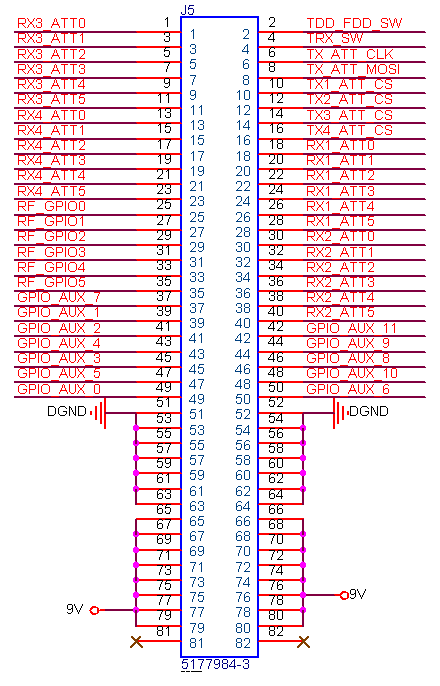 J5
RX3_ATT0 1 1 2 2 TDD_FDD_SW
RX3_ATT1 3 3 4 4 TRX_SW
RX3_ATT2 5 5 6 6 TX_ATT_CLK
RX3_ATT3 7 7 8 8 TX_ATT_MOSI
RX3_ATT4 9 9 10 10 TX1_ATT_CS
RX3_ATT5 11 11 12 12 TX2_ATT_CS
RX4_ATT0 13 13 14 14 TX3_ATT_CS
RX4_ATT1 15 15 16 16 TX4_ATT_CS
RX4_ATT2 17 17 18 18 RX1_ATT0
RX4_ATT3 19 19 20 20 RX1_ATT1
RX4_ATT4 21 21 22 22 RX1_ATT2
RX4_ATT5 23 23 24 24 RX1_ATT3
RF_GPIO0 25 25 26 26 RX1_ATT4
RF_GPIO1 27 27 28 28 RX1_ATT5
RF_GPIO2 29 29 30 30 RX2_ATT0
RF_GPIO3 31 31 32 32 RX2_ATT1
RF_GPIO4 33 33 34 34 RX2_ATT2
RF_GPIO5 35 35 36 36 RX2_ATT3
GPIO_AUX_7 37 37 38 38 RX2_ATT4
GPIO_AUX_1 39 39 40 40 RX2_ATT5
GPIO_AUX_2 41 41 42 42 GPIO_AUX_11
GPIO_AUX_4 43 43 44 44 GPIO_AUX_9
GPIO_AUX_3 45 45 46 46 GPIO_AUX_8
GPIO_AUX_5 47 47 48 48 GPIO_AUX_10
GPIO_AUX_0 49 49 50 50 GPIO_AUX_6
DGND 51 51 52 52 DGND
53 53 54 54
55 55 56 56
57 57 58 58
59 59 60 60
61 61 62 62
63 63 64 64
65 65 66 66
67 67 68 68
69 69 70 70
71 71 72 72
73 73 74 74
75 75 76 76 9V
9V 77 77 78 78
79 79 80 80
81 81 82 82
5177984-3